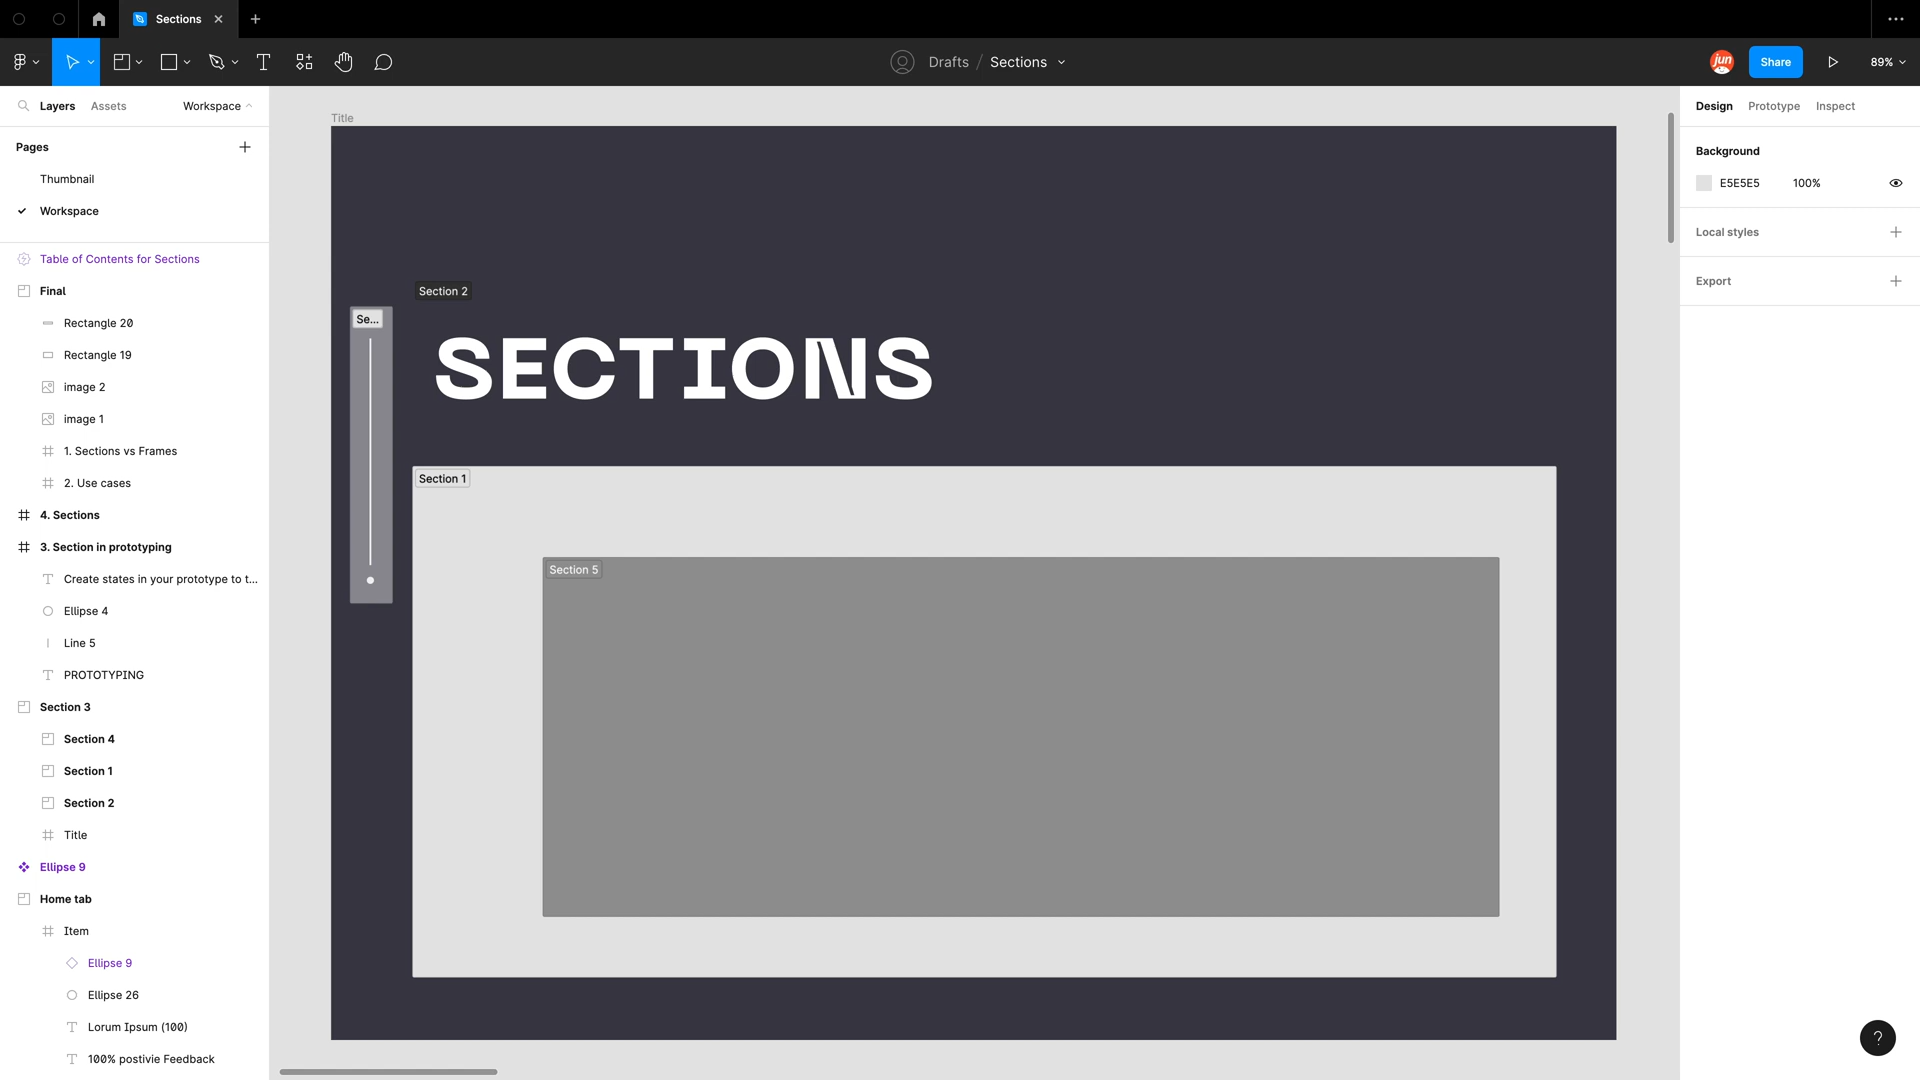 Sections
Drafts / Sections
jun
Share
89%
Layers
Assets
Workspace
Pages
Thumbnail
Workspace
Table of Contents for Sections
Final
Rectangle 20
Rectangle 19
image 2
image 1
1. Sections vs Frames
2. Use cases
4. Sections
3. Section in prototyping
Create states in your prototype to t...
Ellipse 4
Line 5
PROTOTYPING
Section 3
Section 4
Section 1
Section 2
Title
Ellipse 9
Home tab
Item
Ellipse 9
Ellipse 26
Lorum Ipsum (100)
100% postivie Feedback
Title
Section 2
Se...
SECTIONS
Section 1
Section 5
Design
Prototype
Inspect
Background
E5E5E5
100%
Local styles
Export
?